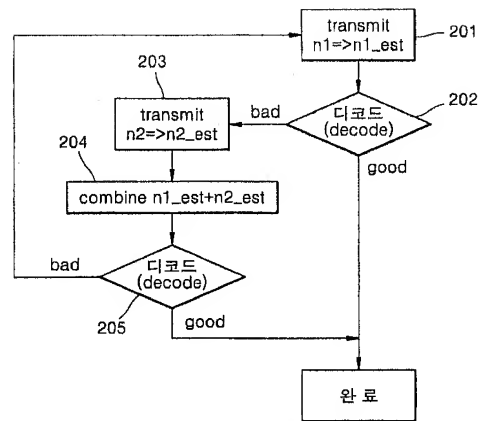 transmit
n1=>n1_est
201
202
디코드
(decode)
bad
good
203
transmit
n2=>n2_est
204
combine n1_est+n2_est
디코드
(decode)
bad
205
good
완 료